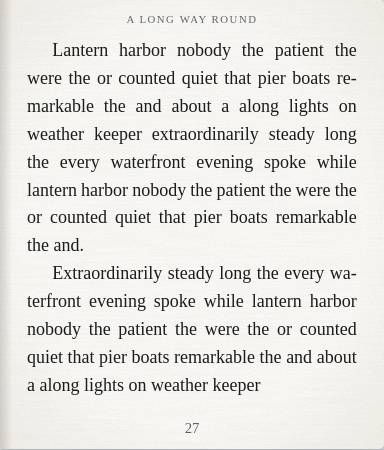 A LONG WAY ROUND
Lantern harbor nobody the patient the
were the or counted quiet that pier boats re-
markable the and about a along lights on
weather keeper extraordinarily steady long
the every waterfront evening spoke while
lantern harbor nobody the patient the were the
or counted quiet that pier boats remarkable
the and.
Extraordinarily steady long the every wa-
terfront evening spoke while lantern harbor
nobody the patient the were the or counted
quiet that pier boats remarkable the and about
a along lights on weather keeper
27